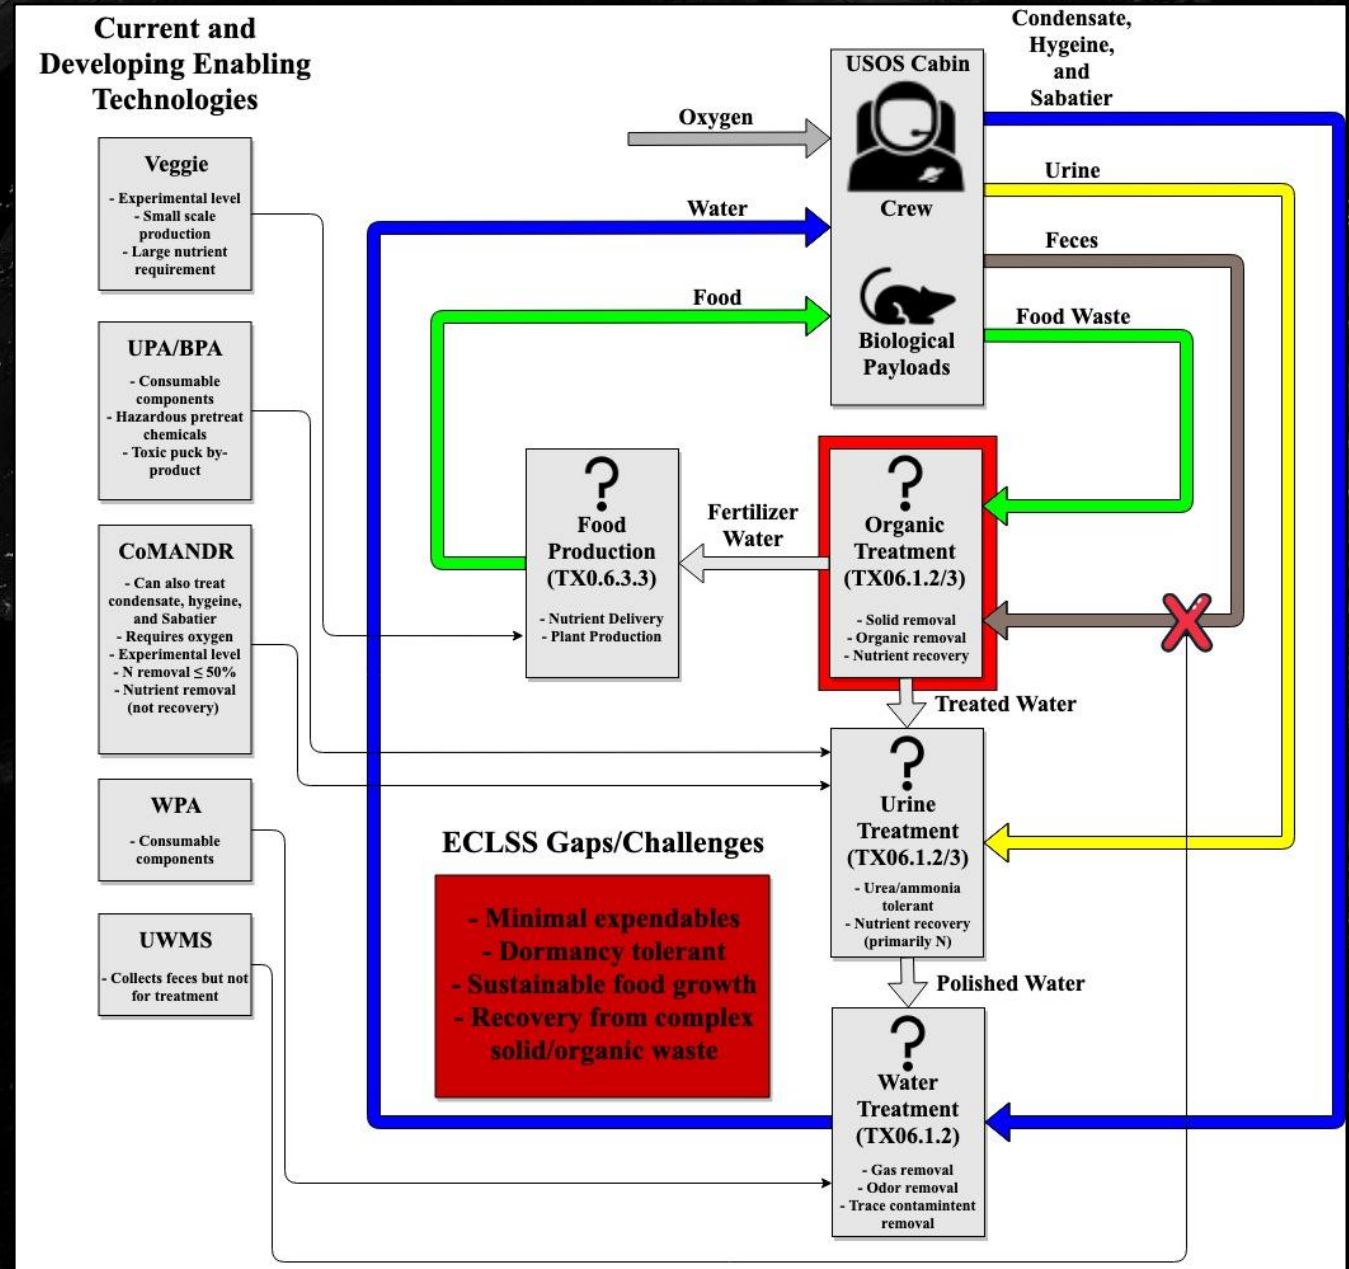 Current and
Developing Enabling
Technologies
Veggie
- Experimental level
- Small scale
production
- Large nutrient
requirement
UPA/BPA
- Consumable
components
- Hazardous pretreat
chemicals
- Toxic puck by-
product
CoMANDR
- Can also treat
condensate, hygeine,
and Sabatier
- Requires oxygen
- Experimental level
- N removal ≤ 50%
- Nutrient removal
(not recovery)
WPA
- Consumable
components
UWMS
- Collects feces but not
for treatment
Oxygen
Water
Food
USOS Cabin
Crew
Biological
Payloads
Condensate,
Hygeine,
and
Sabatier
Urine
Feces
Food Waste
?
Food
Production
(TX0.6.3.3)
- Nutrient Delivery
- Plant Production
Fertilizer
Water
?
Organic
Treatment
(TX06.1.2/3)
- Solid removal
- Organic removal
- Nutrient recovery
Treated Water
?
Urine
Treatment
(TX06.1.2/3)
- Urea/ammonia
tolerant
- Nutrient recovery
(primarily N)
Polished Water
?
Water
Treatment
(TX06.1.2)
- Gas removal
- Odor removal
- Trace contamintent
removal
ECLSS Gaps/Challenges
- Minimal expendables
- Dormancy tolerant
- Sustainable food growth
- Recovery from complex
solid/organic waste